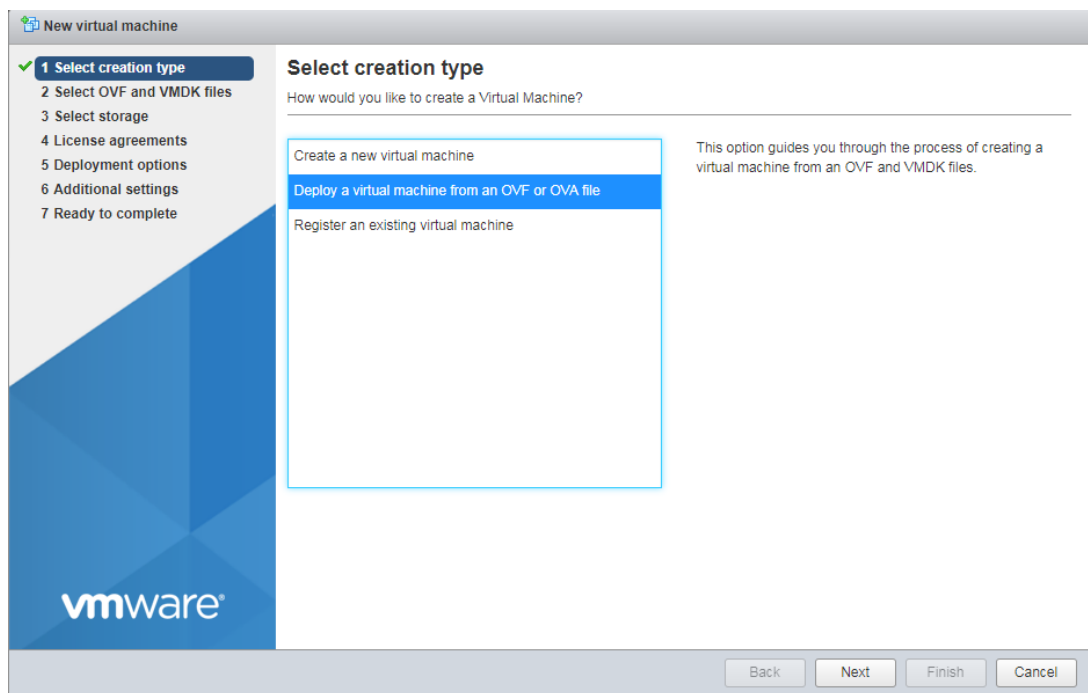 New virtual machine
1 Select creation type
2 Select OVF and VMDK files
3 Select storage
4 License agreements
5 Deployment options
6 Additional settings
7 Ready to complete
vmware®
Select creation type
How would you like to create a Virtual Machine?
Create a new virtual machine
Deploy a virtual machine from an OVF or OVA file
Register an existing virtual machine
This option guides you through the process of creating a
virtual machine from an OVF and VMDK files.
Back
Next
Finish
Cancel